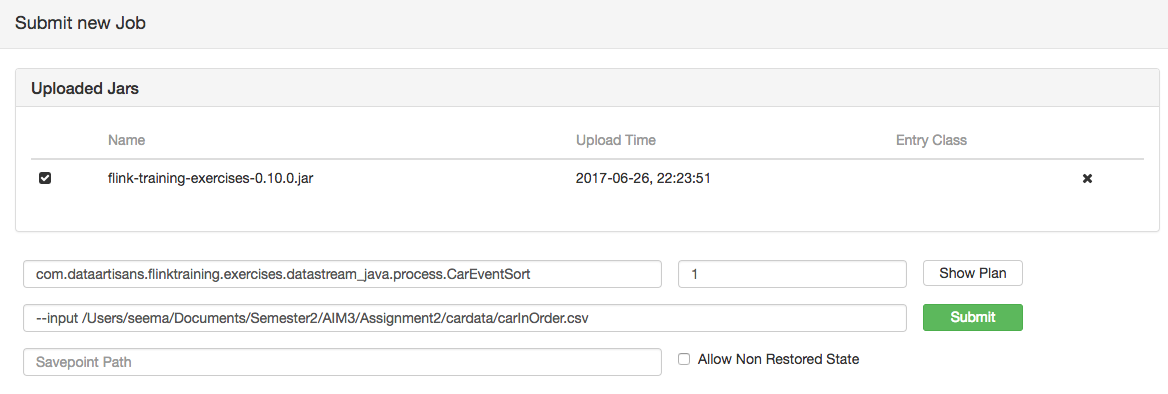 Submit new Job
Uploaded Jars
Name Upload Time Entry Class
flink-training-exercises-0.10.0.jar 2017-06-26, 22:23:51
com.dataartisans.flinktraining.exercises.datastream_java.process.CarEventSort 1 Show Plan
--input /Users/seema/Documents/Semester2/AIM3/Assignment2/cardata/carInOrder.csv Submit
Savepoint Path Allow Non Restored State